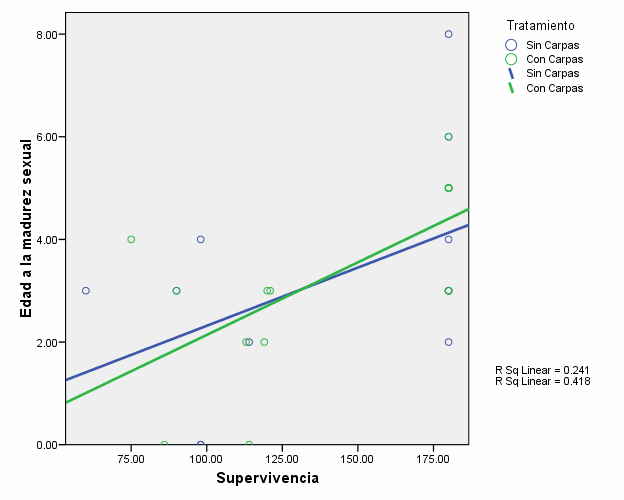 Tratamiento
Sin Carpas
Con Carpas
Sin Carpas
Con Carpas
8.00
6.00
4.00
2.00
0.00
Edad a la madurez sexual
75.00 100.00 125.00 150.00 175.00
Supervivencia
R Sq Linear = 0.241
R Sq Linear = 0.418